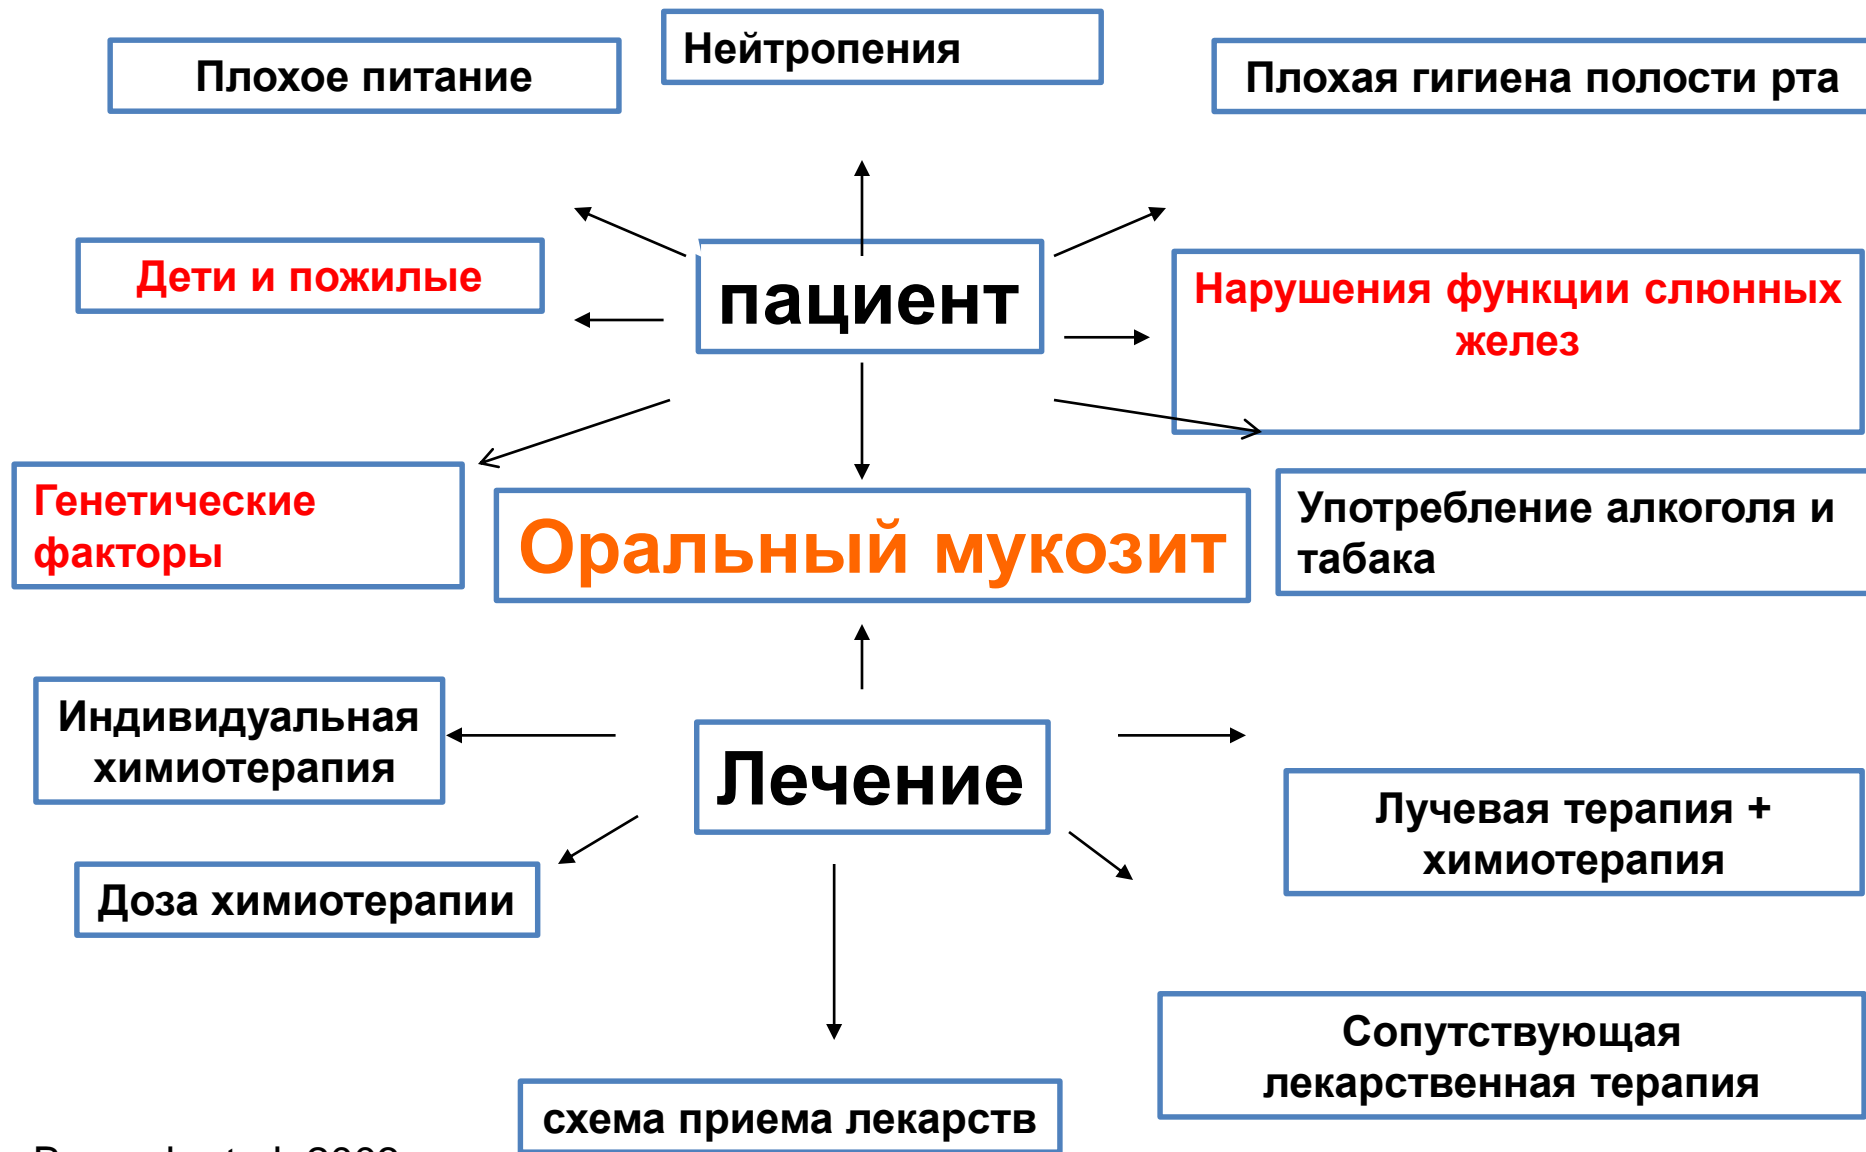 Нейтропения
Плохое питание
Плохая гигиена полости рта
Дети и пожилые
пациент
Нарушения функции слюнных
желез
Генетические
факторы
Оральный мукозит
Употребление алкоголя и
табака
Индивидуальная
химиотерапия
Лечение
Лучевая терапия +
химиотерапия
Доза химиотерапии
Сопутствующая
лекарственная терапия
схема приема лекарств